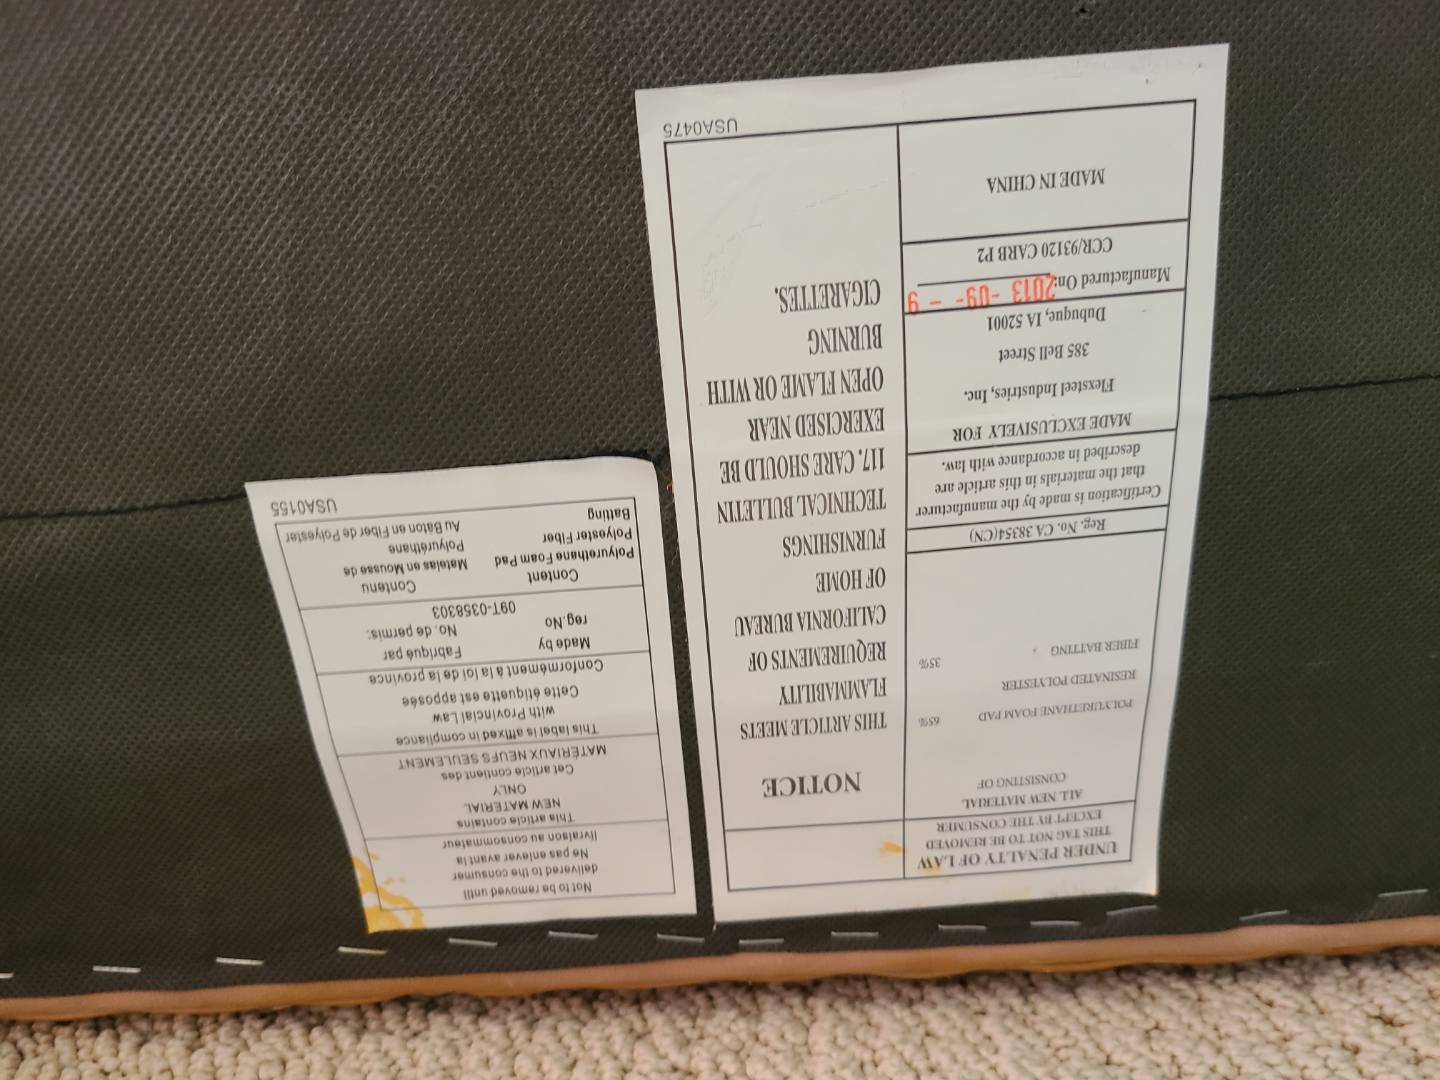 UNDER PENALTY OF LAW
THIS TAG NOT TO BE REMOVED
EXCEPT BY THE CONSUMER
ALL NEW MATERIAL
CONSISTING OF
POLYURETHANE FOAM PAD 65%
RESINATED POLYESTER
FIBER BATTING 35%
Reg. No. CA 38354(CN)
Certification is made by the manufacturer
that the materials in this article are
described in accordance with law.
MADE EXCLUSIVELY FOR
Flexsteel Industries, Inc.
385 Bell Street
Dubuque, IA 52001
Manufactured On: 2013 -09- - 9
CCR/93120 CARB P2
MADE IN CHINA
NOTICE
THIS ARTICLE MEETS
FLAMMABILITY
REQUIREMENTS OF
CALIFORNIA BUREAU
OF HOME
FURNISHINGS
TECHNICAL BULLETIN
117. CARE SHOULD BE
EXERCISED NEAR
OPEN FLAME OR WITH
BURNING
CIGARETTES.
USA0475
Not to be removed until
delivered to the consumer
Ne pas enlever avant la
livraison au consommateur
This article contains
NEW MATERIAL
ONLY
Cet article contient des
MATÉRIAUX NEUFS SEULEMENT
This label is affixed in compliance
with Provincial Law
Cette étiquette est apposée
Conformément à la loi de la province
Made by Fabriqué par
reg.No No. de permis:
09T-0358303
Content Contenu
Polyurethane Foam Pad Matelas en Mousse de
Polyester Fiber Polyuréthane
Batting Au Baton en Fiber de Polyester
USA0155